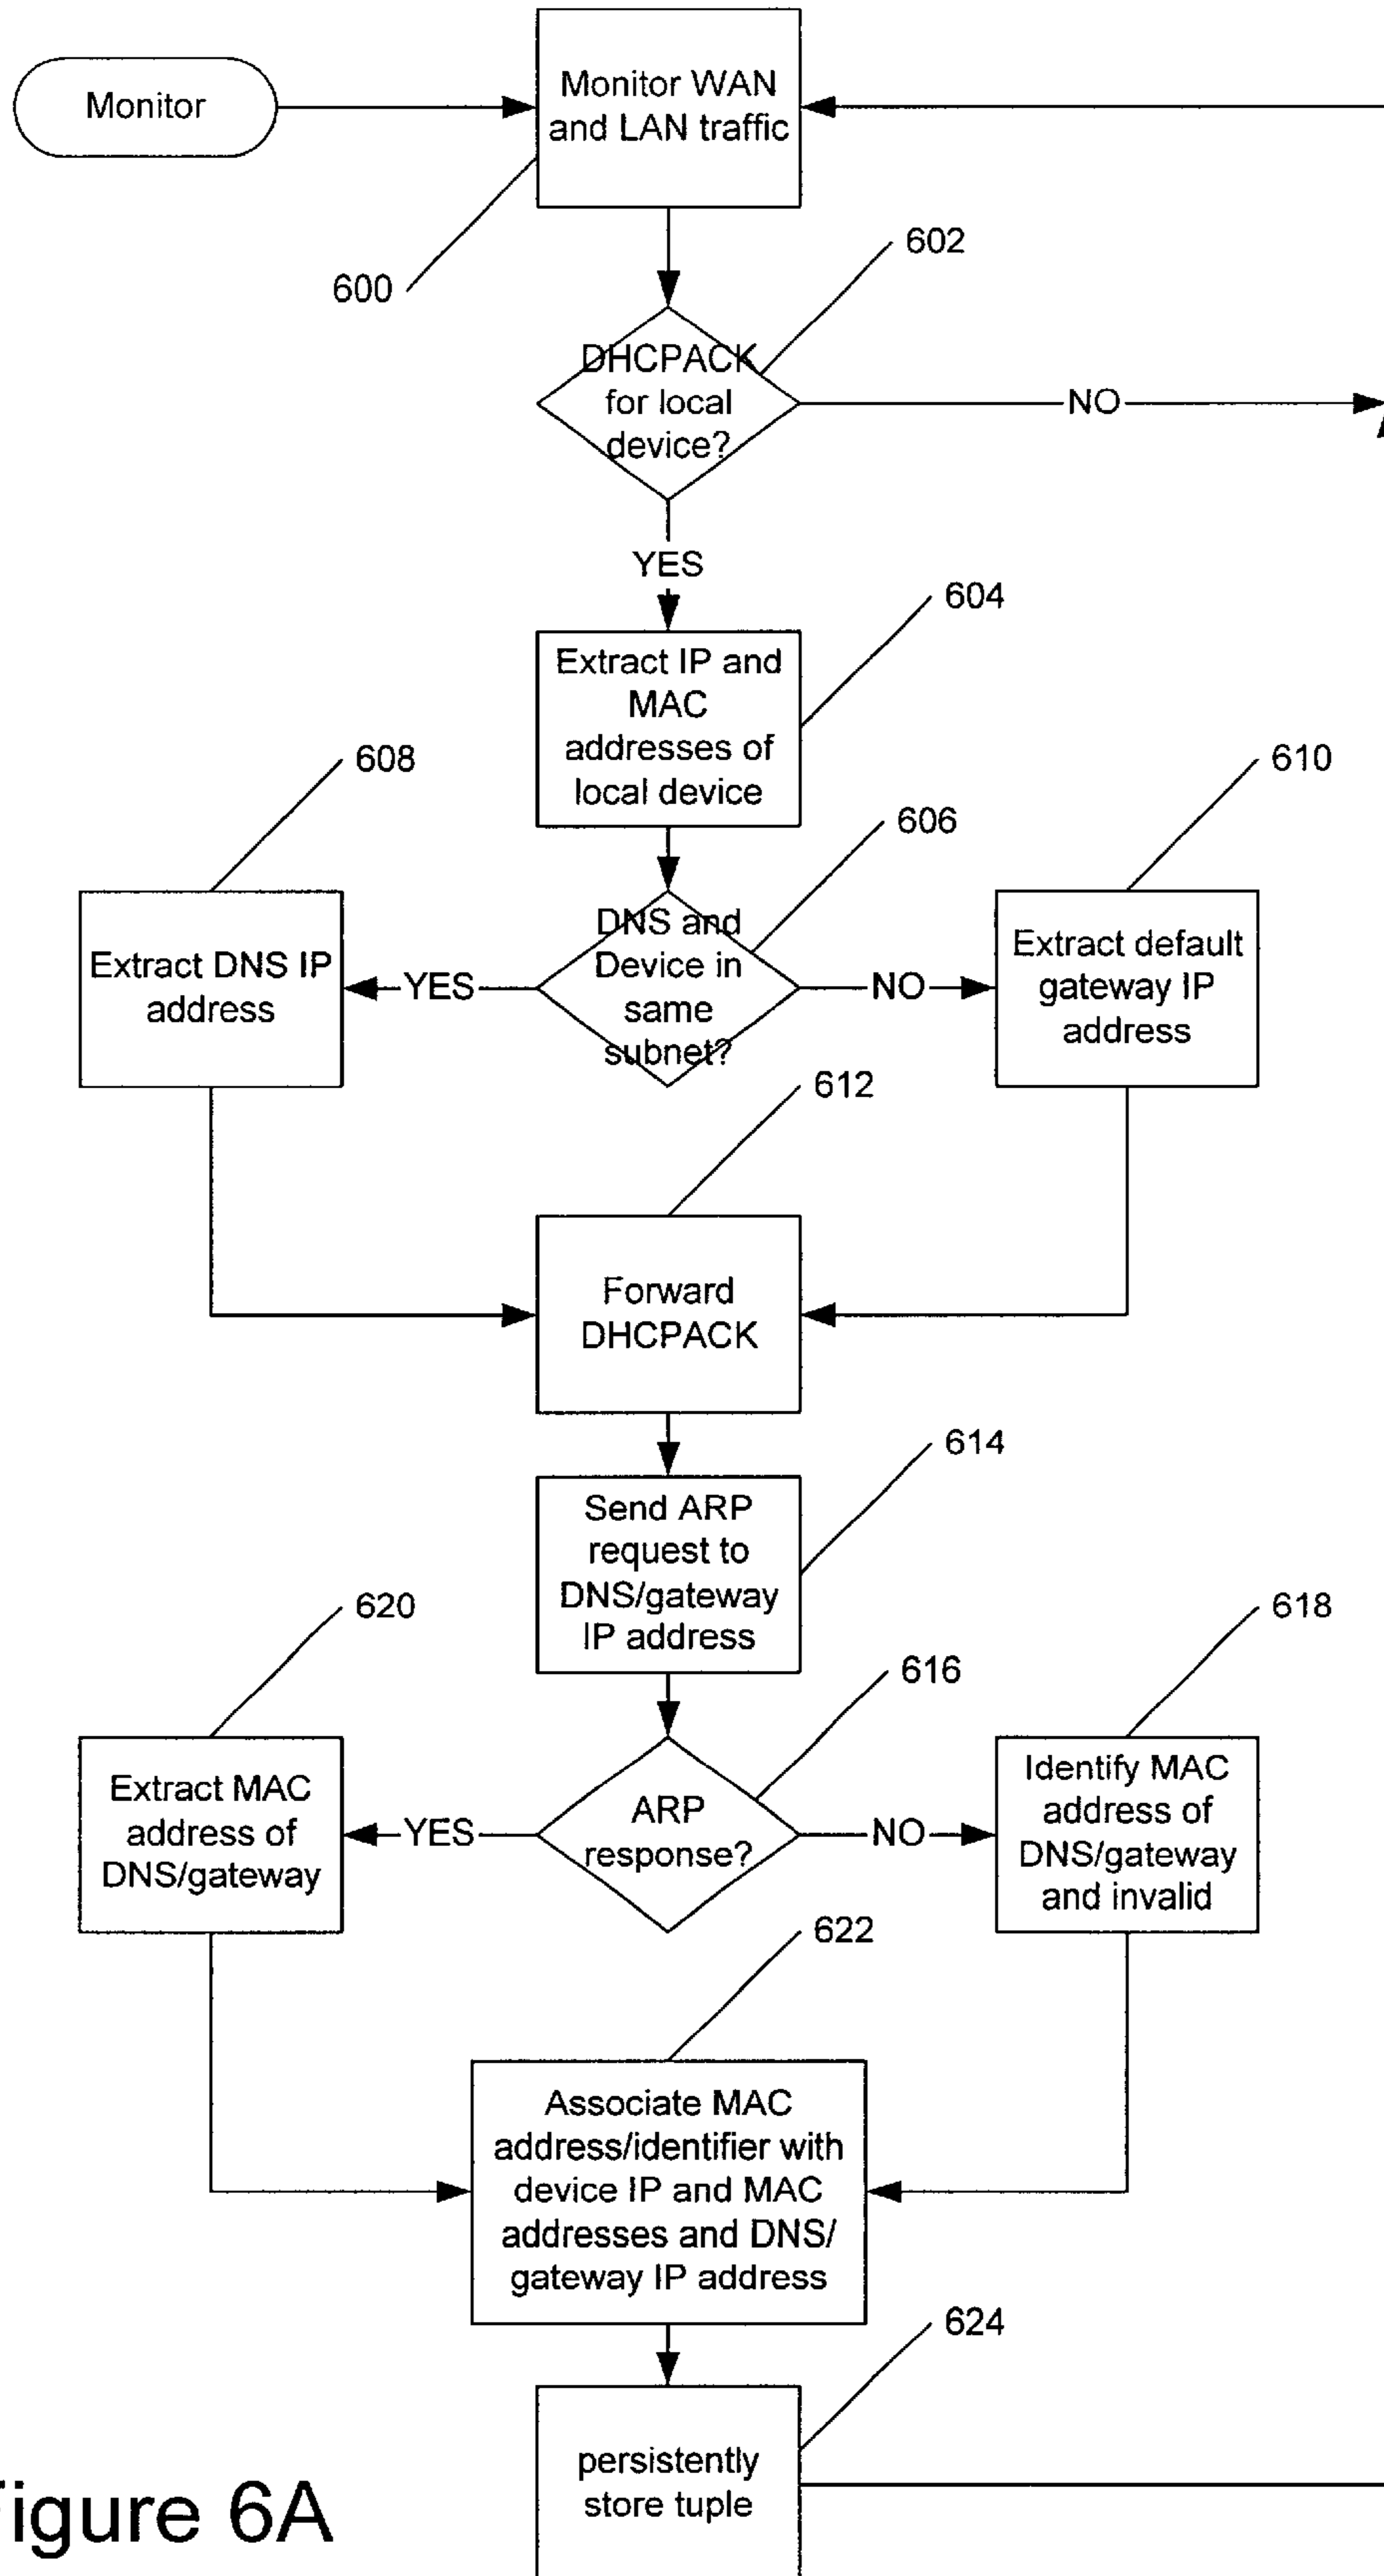 Monitor
Monitor WAN
and LAN traffic
600
602
DHCPACK
for local
device?
NO
YES
604
Extract IP and
MAC
addresses of
local device
608
606
610
Extract DNS IP
address
YES
DNS and
Device in
same
subnet?
NO
Extract default
gateway IP
address
612
Forward
DHCPACK
614
Send ARP
request to
DNS/gateway
IP address
620
616
618
Extract MAC
address of
DNS/gateway
YES
ARP
response?
NO
Identify MAC
address of
DNS/gateway
and invalid
622
Associate MAC
address/identifier with
device IP and MAC
addresses and DNS/
gateway IP address
624
persistently
store tuple
igure 6A